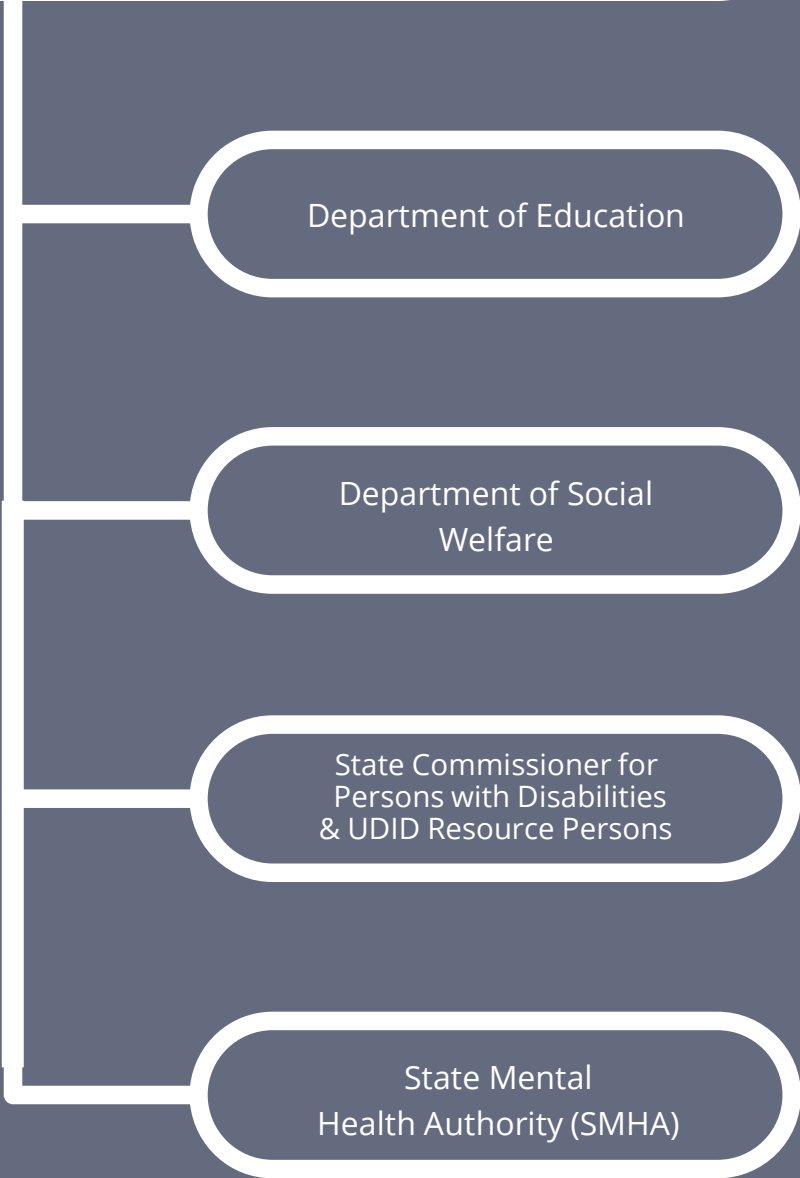 Department of Education
Department of Social
Welfare
State Commissioner for
Persons with Disabilities
& UDID Resource Persons
State Mental
Health Authority (SMHA)